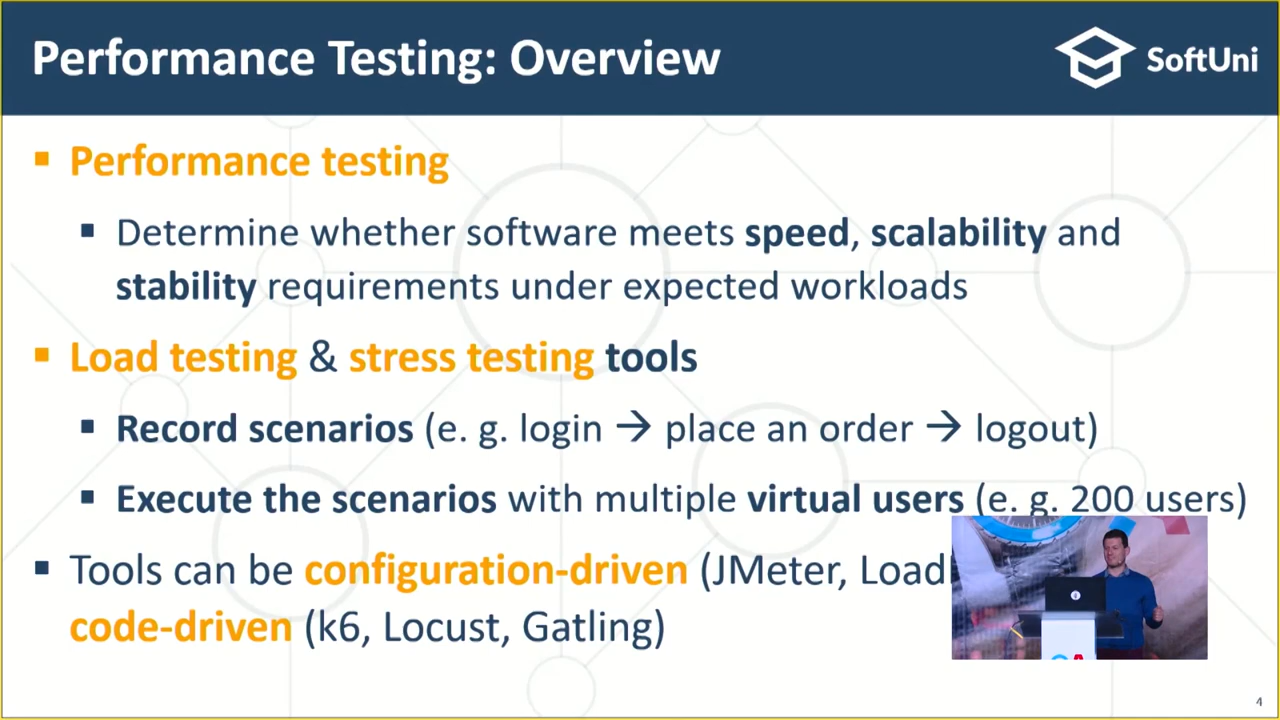 Performance Testing: Overview
SoftUni
Performance testing
Determine whether software meets speed, scalability and
stability requirements under expected workloads
Load testing & stress testing tools
Record scenarios (e. g. login → place an order → logout)
Execute the scenarios with multiple virtual users (e. g. 200 users)
Tools can be configuration-driven (JMeter, Load
code-driven (k6, Locust, Gatling)
4